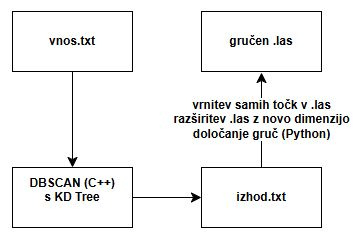 vnos.txt
gručen .las
vrnitev samih točk v .las
razširitev .las z novo dimenzijo
določanje gruč (Python)
DBSCAN (C++)
s KD Tree
izhod.txt